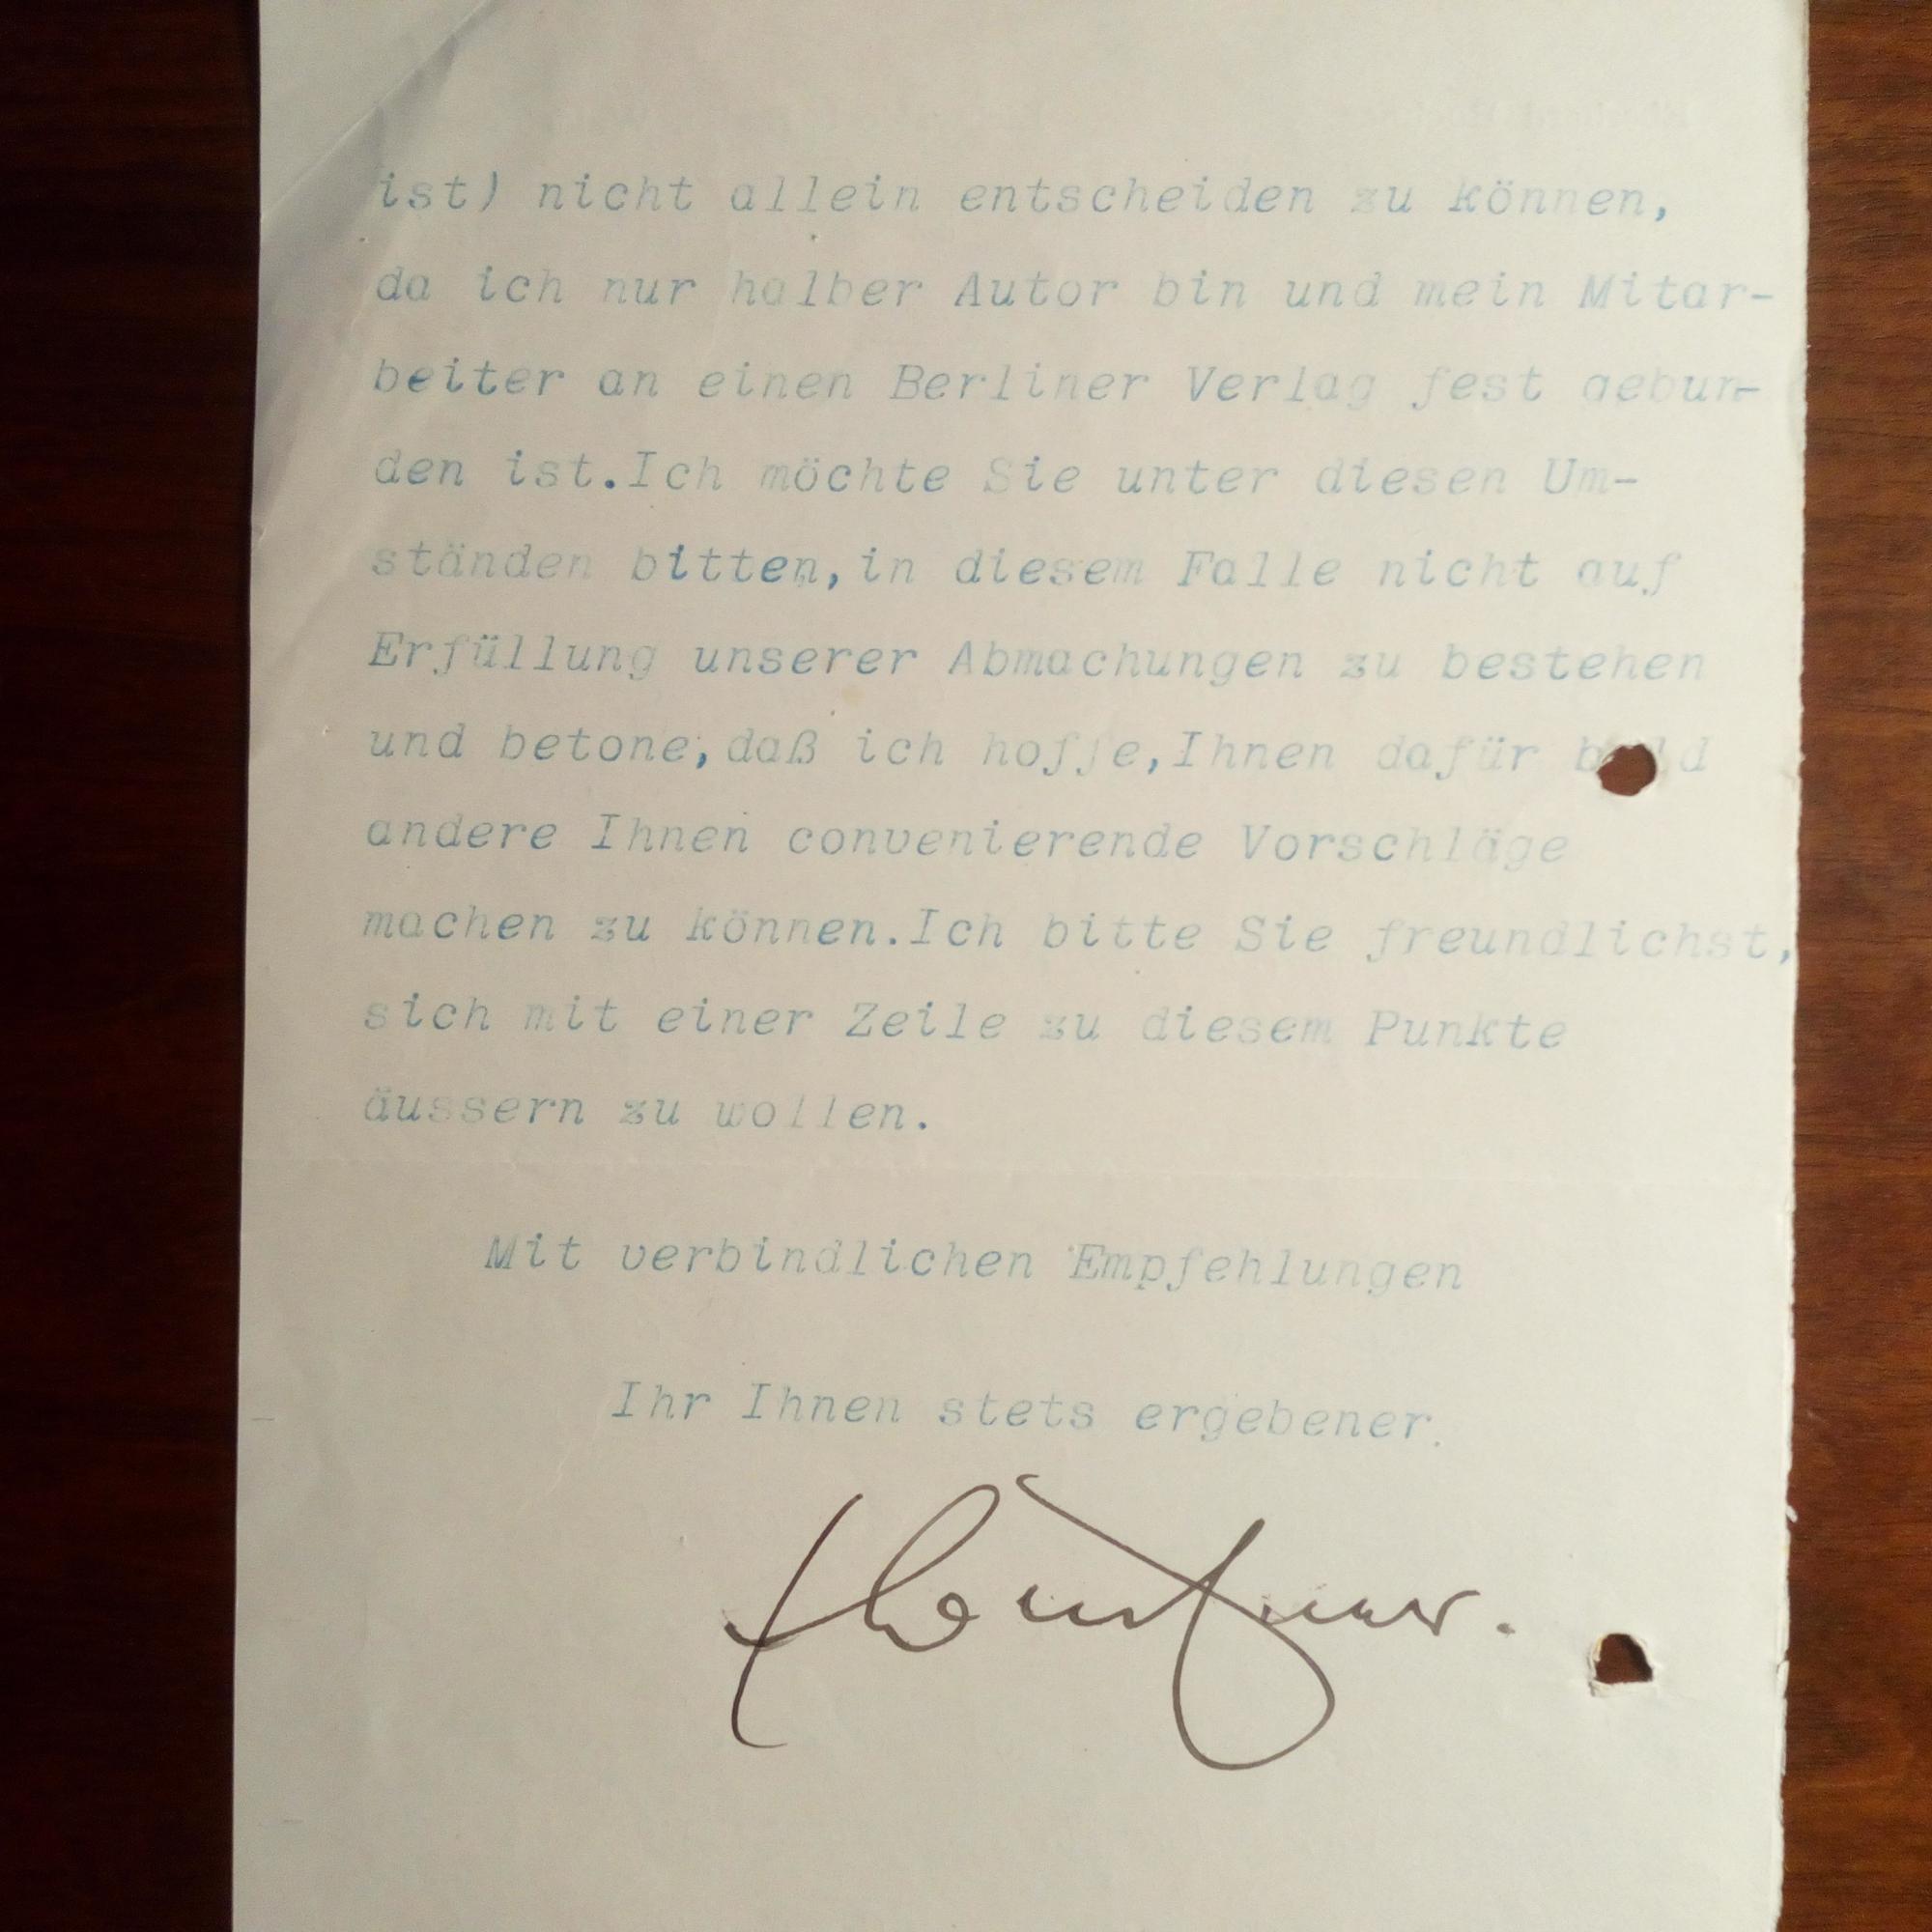 ist) nicht allein entscheiden zu können,
da ich nur halber Autor bin und mein Mitar-
beiter an einen Berliner Verlag fest gebun-
den ist.Ich möchte Sie unter diesen Um-
ständen bitten,in diesem Falle nicht auf
Erfüllung unserer Abmachungen zu bestehen
und betone,daß ich hoffe,Ihnen dafür bald
andere Ihnen convenierende Vorschläge
machen zu können.Ich bitte Sie freundlichst,
sich mit einer Zeile zu diesem Punkte
äussern zu wollen.
Mit verbindlichen Empfehlungen
Ihr Ihnen stets ergebener.